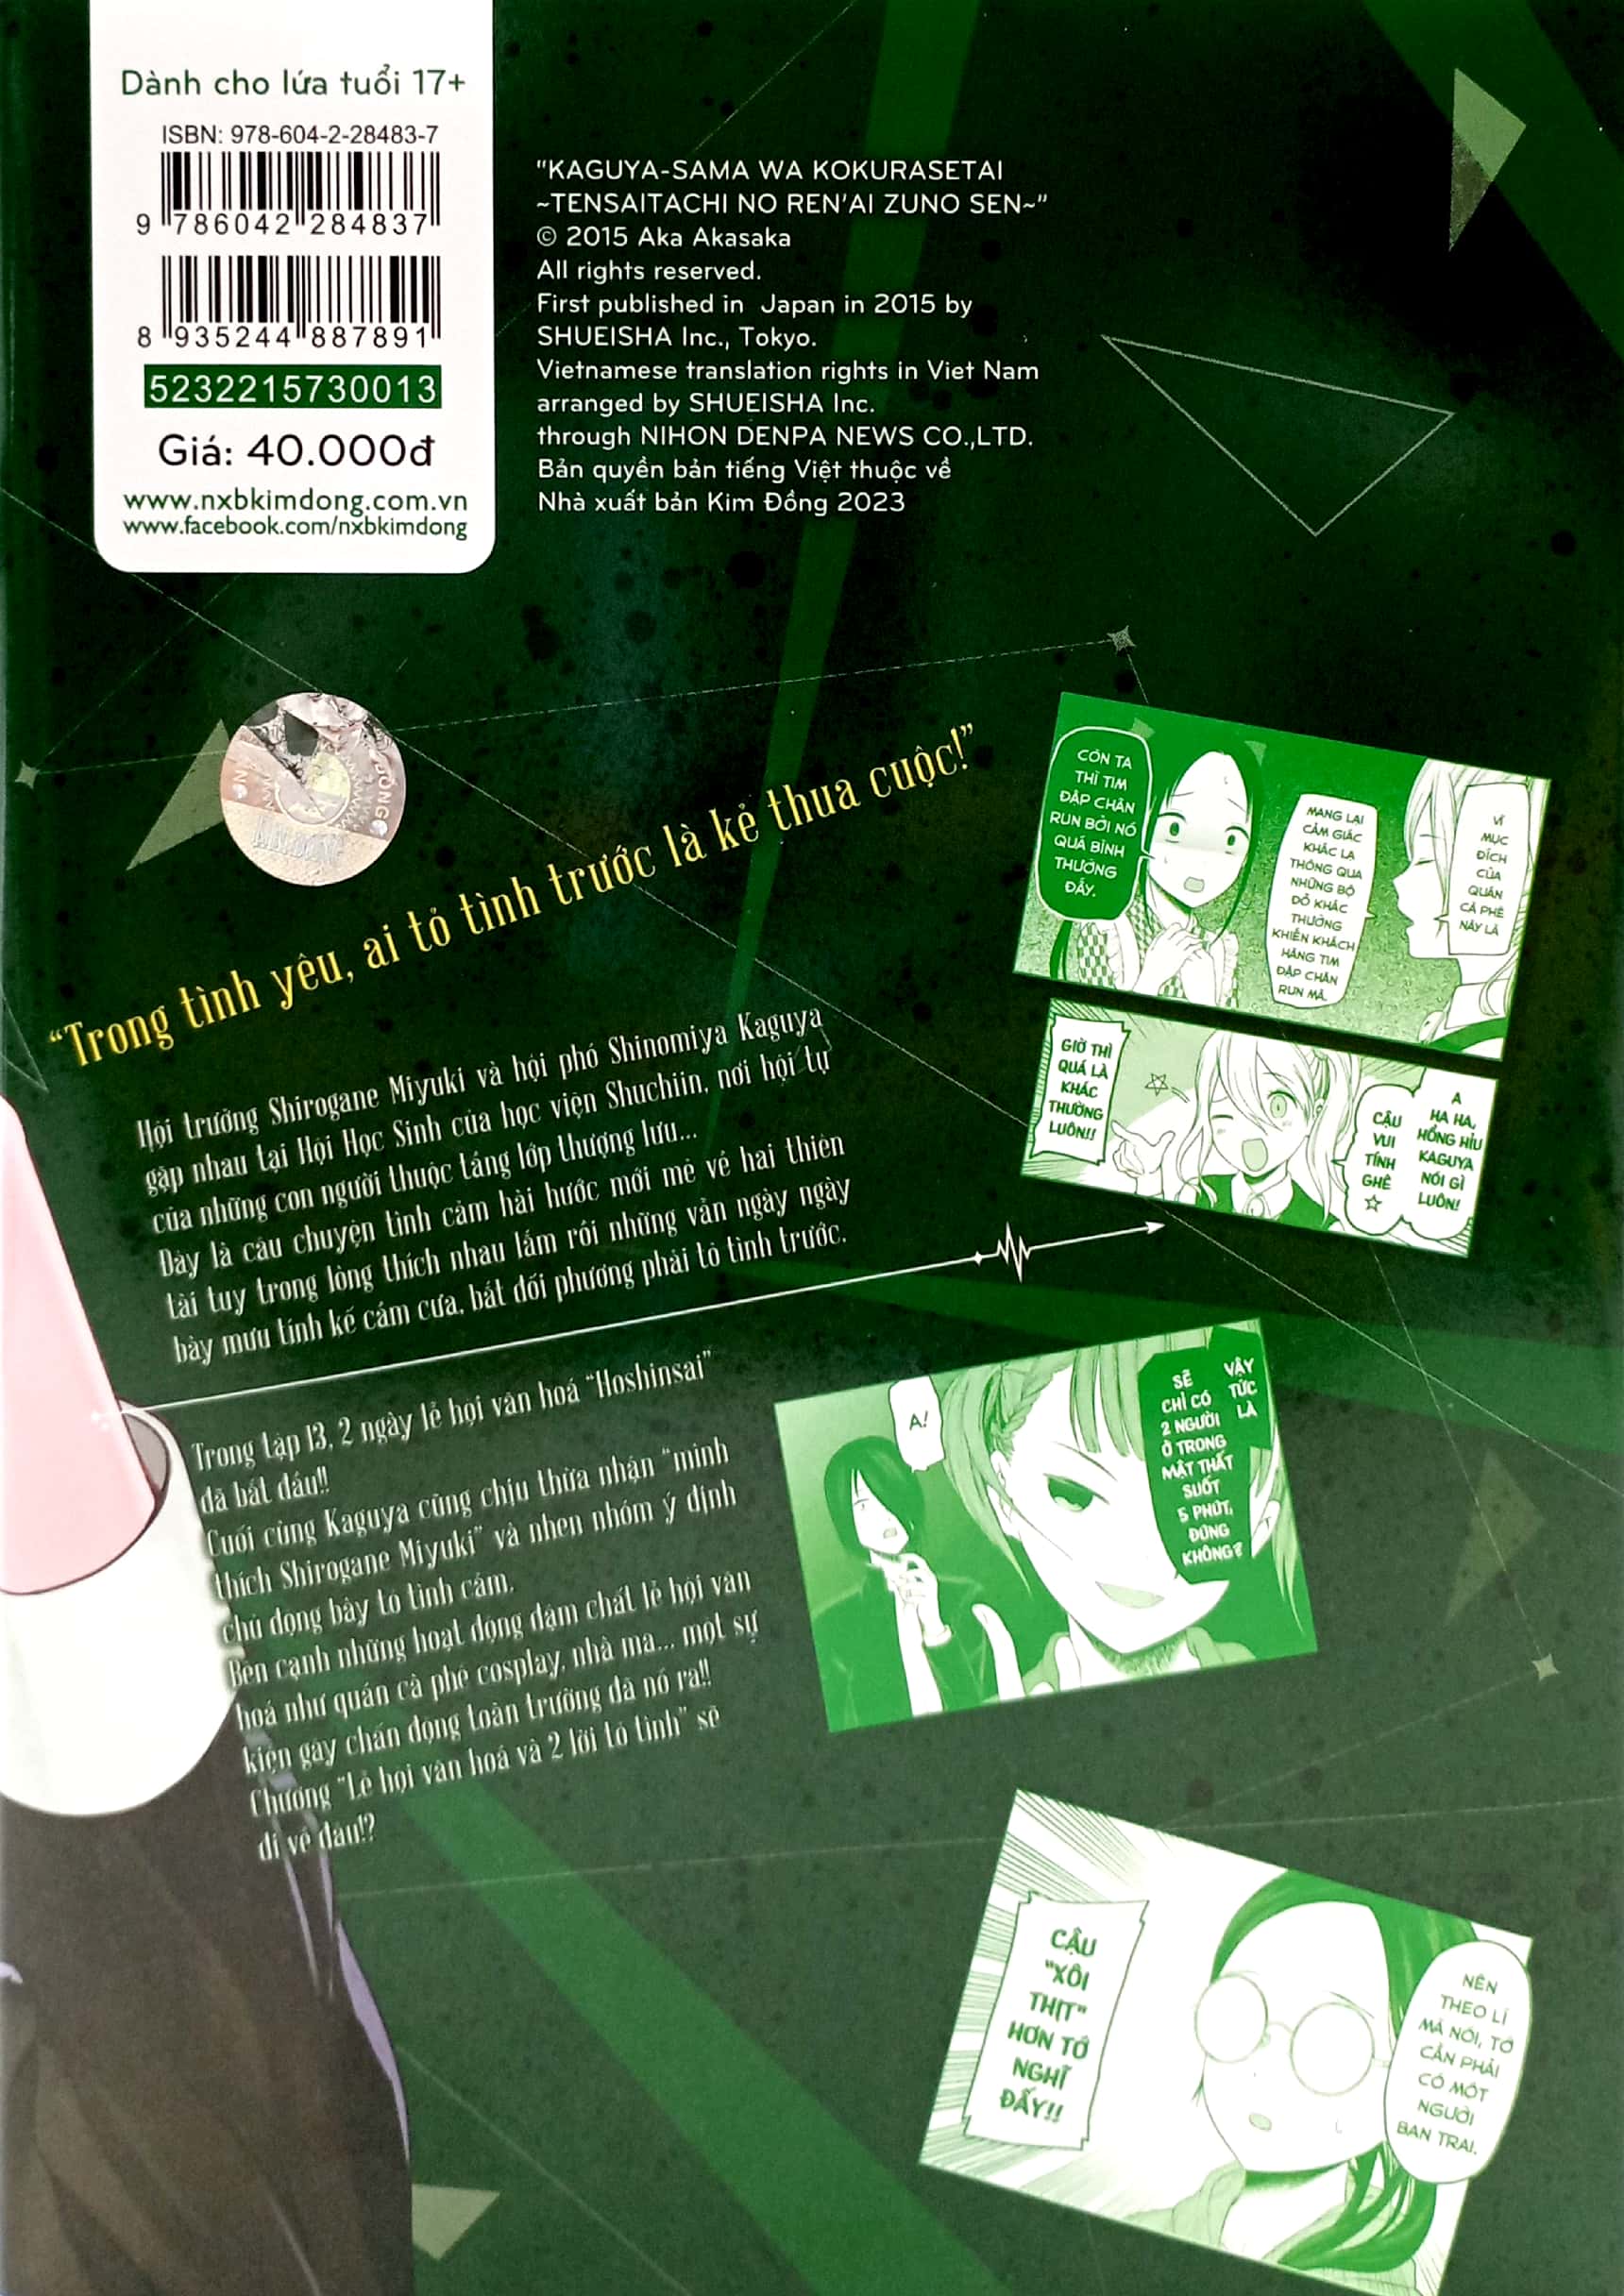 Dành cho lứa tuổi 17+
ISBN: 978-604-2-28483-7
9 786042 284837
8 935244 887891
5232215730013
Giá: 40.000đ
www.nxbkimdong.com.vn
www.facebook.com/nxbkimdong
"KAGUYA-SAMA WA KOKURASETAI
~TENSAITACHI NO REN'AI ZUNO SEN~"
© 2015 Aka Akasaka
All rights reserved.
First published in Japan in 2015 by
SHUEISHA Inc., Tokyo.
Vietnamese translation rights in Viet Nam
arranged by SHUEISHA Inc.
through NIHON DENPA NEWS CO.,LTD.
Bản quyền bản tiếng Việt thuộc về
Nhà xuất bản Kim Đồng 2023
"Trong tình yêu, ai tỏ tình trước là kẻ thua cuộc!"
Hội trưởng Shirogane Miyuki và hội phó Shinomiya Kaguya
gặp nhau tại Hội Học Sinh của học viện Shuchiin, nơi hội tụ
của những con người thuộc tầng lớp thượng lưu...
Đây là câu chuyện tình cảm hài hước mới mẻ về hai thiên
tài tuy trong lòng thích nhau lắm rồi nhưng vẫn ngày ngày
bày mưu tính kế cầm cưa, bắt đối phương phải tỏ tình trước.
Trong tập 13, 2 ngày lễ hội văn hoá "Hoshinsai"
đã bắt đầu!!
Cuối cùng Kaguya cũng chịu thừa nhận "mình
thích Shirogane Miyuki" và nhen nhóm ý định
chủ động bày tỏ tình cảm.
Bên cạnh những hoạt động đậm chất lễ hội văn
hoá như quán cà phê cosplay, nhà ma... một sự
kiện gây chấn động toàn trường đã nổ ra!!
Chương "Lễ hội văn hoá và 2 lời tỏ tình" sẽ
đi về đâu!?
VÌ
MỤC
ĐÍCH
CỦA
QUÁN
CÀ PHÊ
NÀY LÀ
MANG LẠI
CẢM GIÁC
KHÁC LẠ
THÔNG QUA
NHỮNG BỘ
ĐỒ KHÁC
THƯỜNG
KHIẾN KHÁCH
HÀNG TIM
ĐẬP CHÂN
RUN MÀ.
CÒN TA
THÌ TIM
ĐẬP CHÂN
RUN BỞI NÓ
QUÁ BÌNH
THƯỜNG
ĐẤY.
A
HA HA,
HỔNG HIỂU
KAGUYA
NÓI GÌ
LUÔN!
CẬU
VUI
TÍNH
GHÊ
☆
GIỜ THÌ
QUÁ LÀ
KHÁC
THƯỜNG
LUÔN!!
VẬY
TỨC
LÀ
SẼ
CHỈ CÓ
2 NGƯỜI
Ở TRONG
MẬT THẤT
SUỐT
5 PHÚT,
ĐÚNG
KHÔNG?
A!
NÊN
THEO LÍ
MÀ NÓI, TỚ
CẦN PHẢI
CÓ MỘT
NGƯỜI
BẠN TRAI.
CẬU
"XÔI
THỊT"
HƠN TỚ
NGHĨ
ĐẤY!!